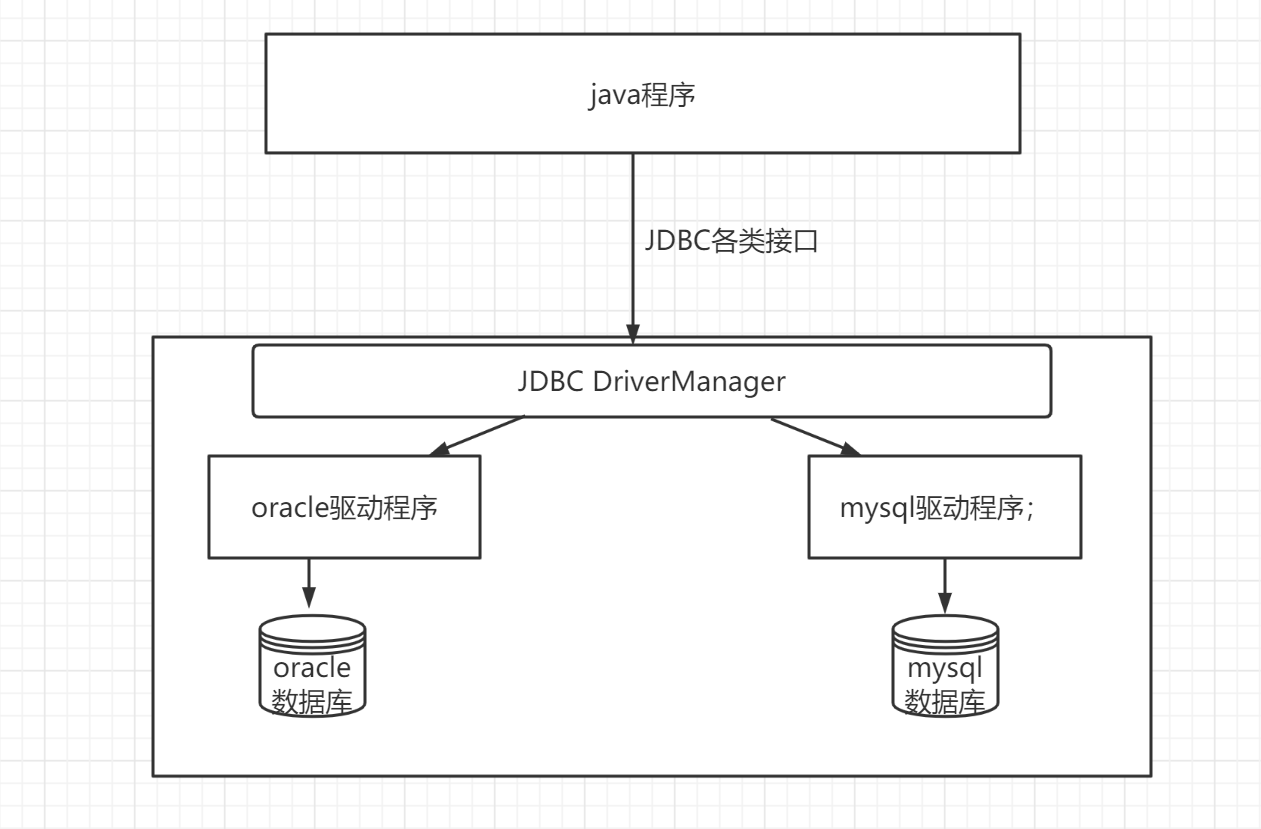 java程序
JDBC各类接口
JDBC DriverManager
oracle驱动程序
mysql驱动程序；
oracle
数据库
mysql
数据库